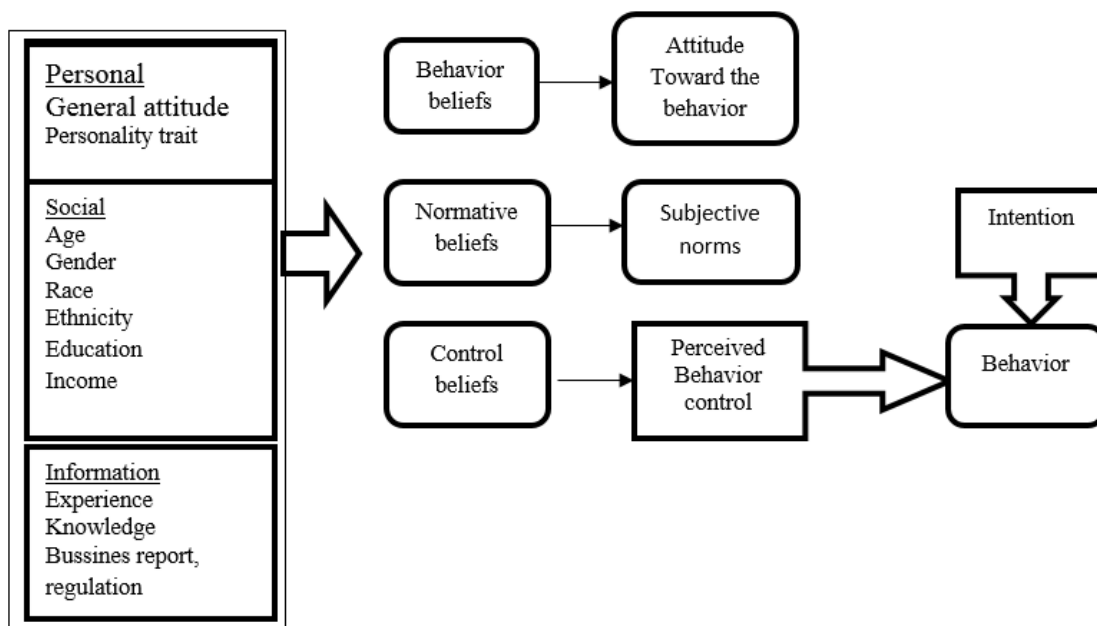 Personal
General attitude
Personality trait
Social
Age
Gender
Race
Ethnicity
Education
Income
Information
Experience
Knowledge
Bussines report,
regulation
Behavior
beliefs
Attitude
Toward the
behavior
Normative
beliefs
Subjective
norms
Control
beliefs
Perceived
Behavior
control
Intention
Behavior